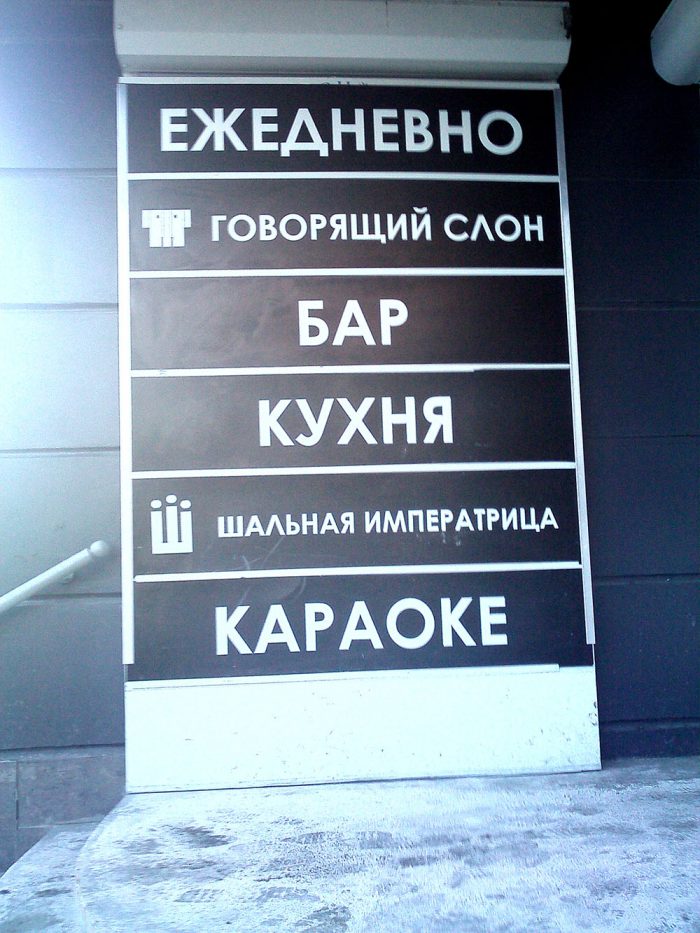 ЕЖЕДНЕВНО
ГОВОРЯЩИЙ СЛОН
БАР
КУХНЯ
ШАЛЬНАЯ ИМПЕРАТРИЦА
КАРАОКЕ